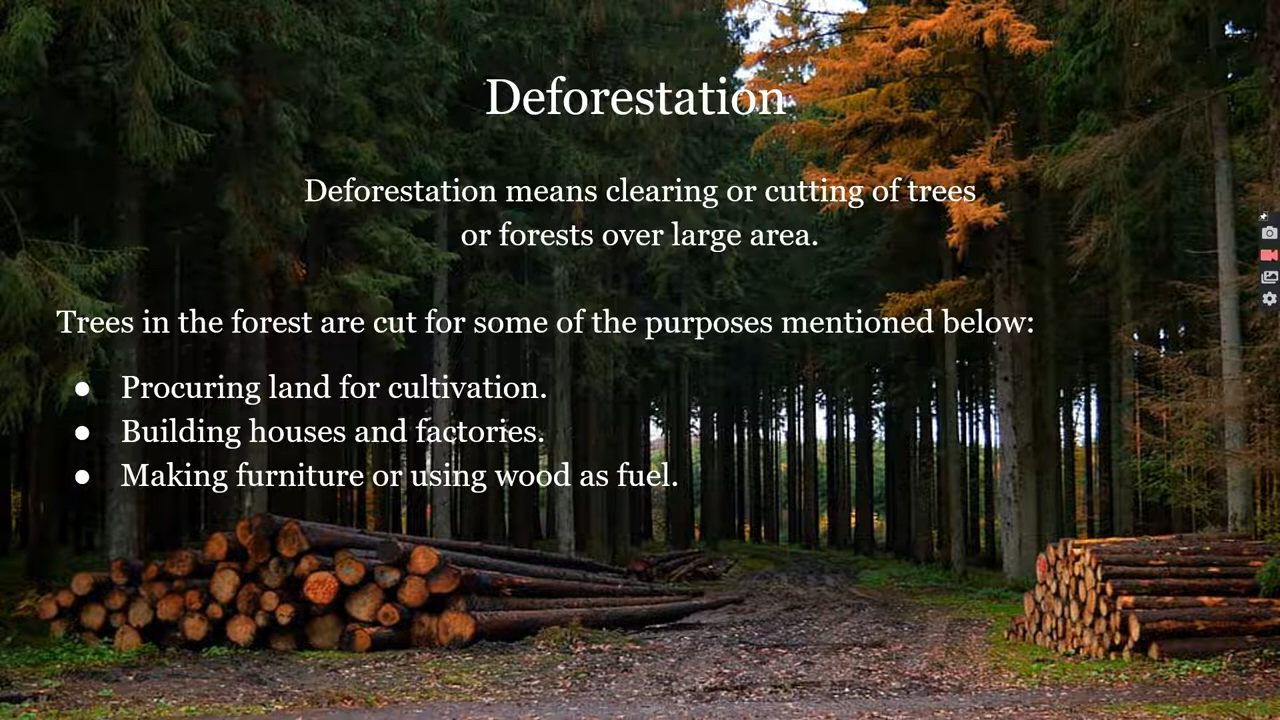 Deforestation
Deforestation means clearing or cutting of trees
or forests over large area.
Trees in the forest are cut for some of the purposes mentioned below:
● Procuring land for cultivation.
● Building houses and factories.
● Making furniture or using wood as fuel.